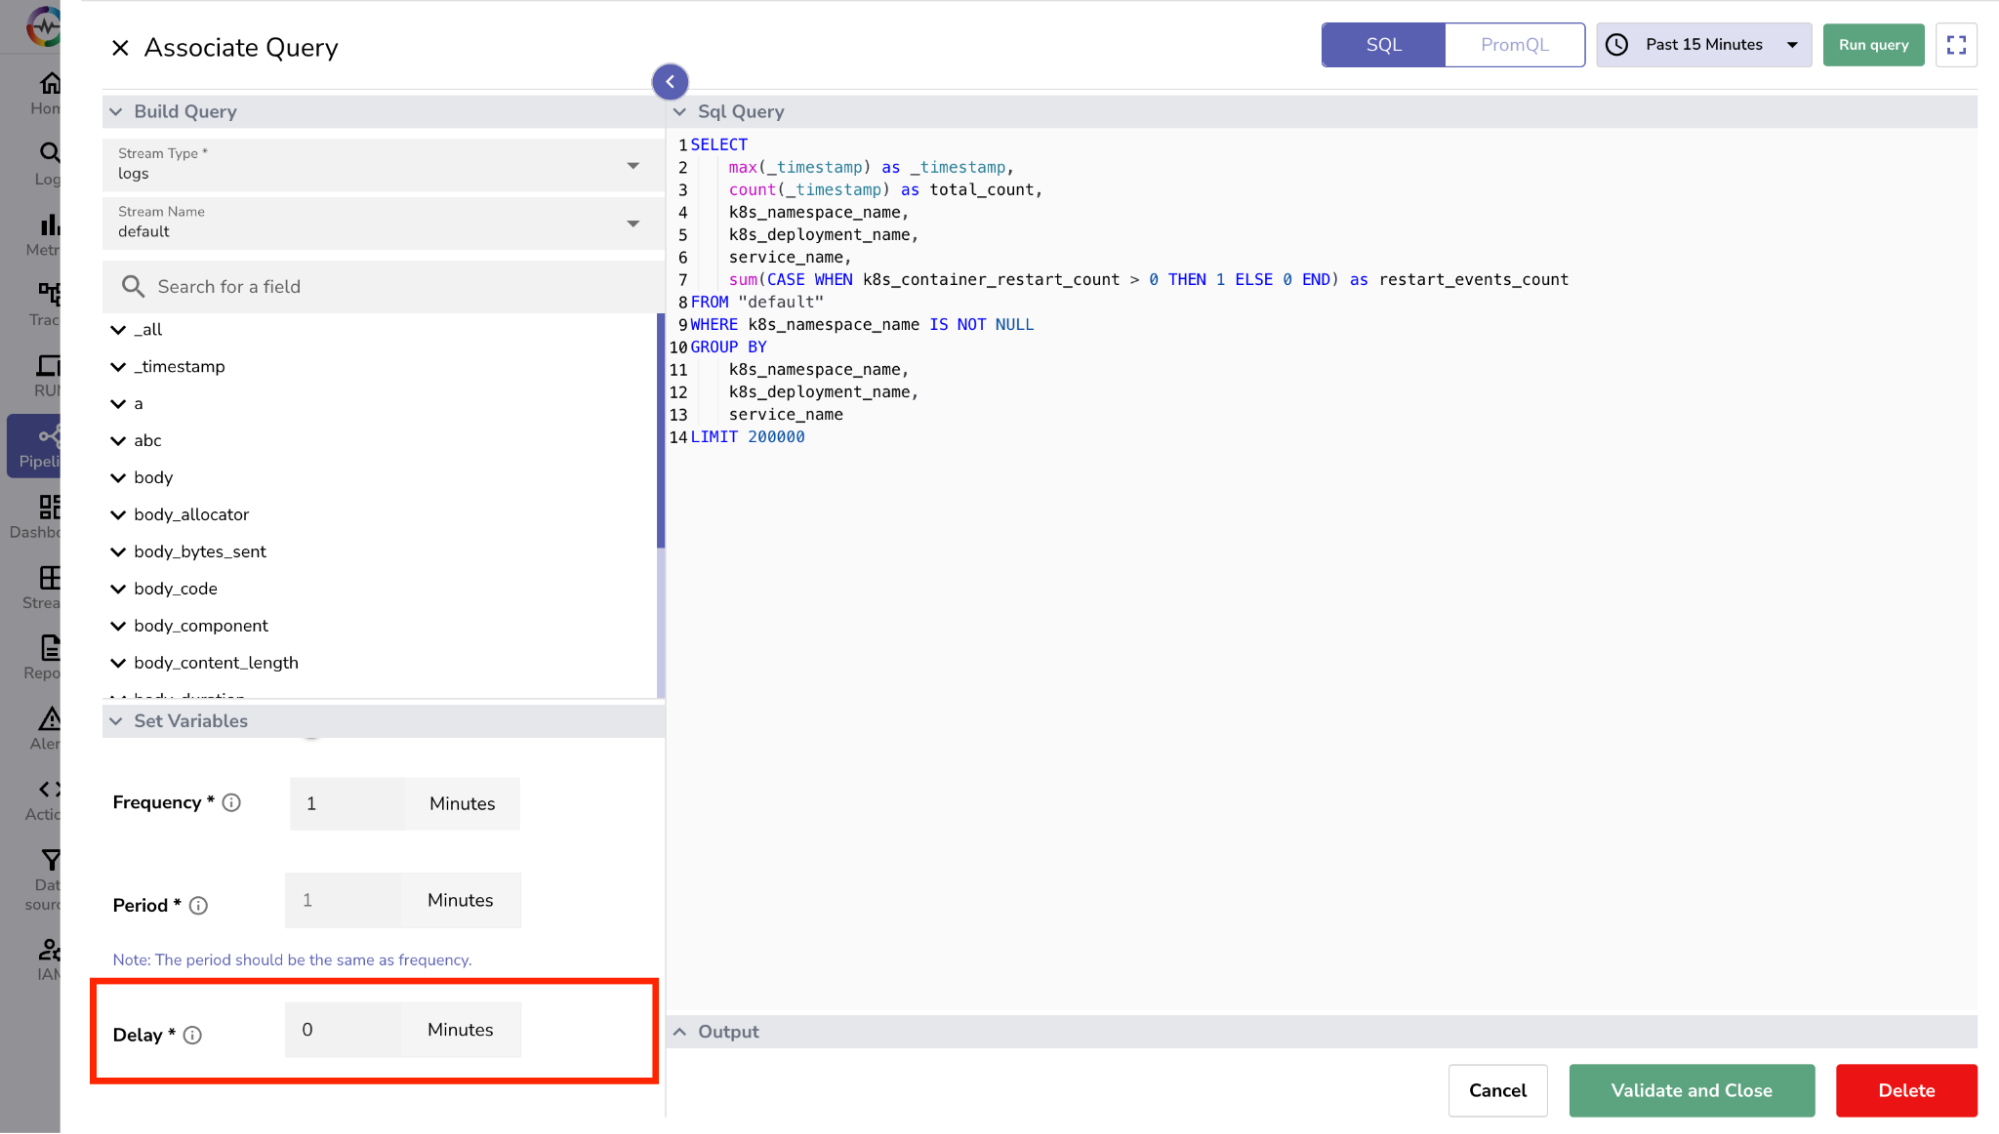 Associate Query
SQL
PromQL
Past 15 Minutes
Run query
Hom
Log
Metr
Trac
RUM
Pipeli
Dashbo
Strea
Repo
Aler
Actio
Dat
sourc
IAM
Build Query
Stream Type *
logs
Stream Name
default
Search for a field
_all
_timestamp
a
abc
body
body_allocator
body_bytes_sent
body_code
body_component
body_content_length
body_duration
Set Variables
Frequency *
1 Minutes
Period *
1 Minutes
Note: The period should be the same as frequency.
Delay *
0 Minutes
Sql Query
1 SELECT
2 max(_timestamp) as _timestamp,
3 count(_timestamp) as total_count,
4 k8s_namespace_name,
5 k8s_deployment_name,
6 service_name,
7 sum(CASE WHEN k8s_container_restart_count > 0 THEN 1 ELSE 0 END) as restart_events_count
8 FROM "default"
9 WHERE k8s_namespace_name IS NOT NULL
10 GROUP BY
11 k8s_namespace_name,
12 k8s_deployment_name,
13 service_name
14 LIMIT 200000
Output
Cancel
Validate and Close
Delete